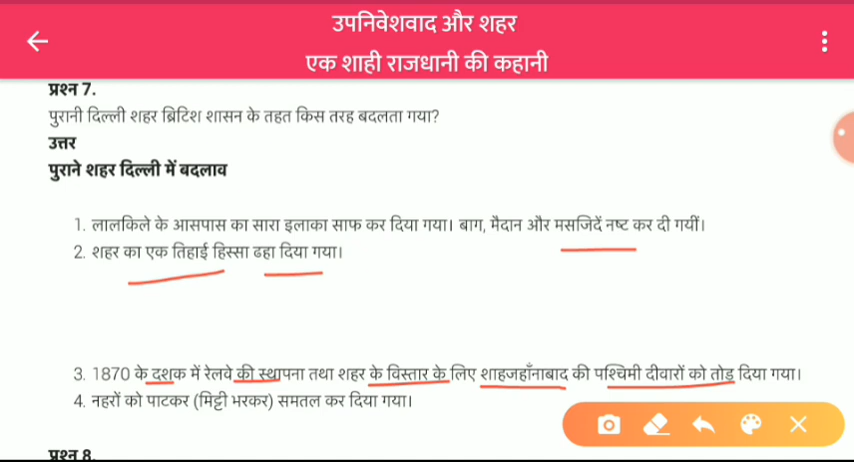 उपनिवेशवाद और शहर
एक शाही राजधानी की कहानी
प्रश्न 7.
पुरानी दिल्ली शहर ब्रिटिश शासन के तहत किस तरह बदलता गया?
उत्तर
पुराने शहर दिल्ली में बदलाव
1. लालकिले के आसपास का सारा इलाका साफ कर दिया गया। बाग, मैदान और मसजिदें नष्ट कर दी गयीं।
2. शहर का एक तिहाई हिस्सा ढहा दिया गया।
3. 1870 के दशक में रेलवे की स्थापना तथा शहर के विस्तार के लिए शाहजहाँनाबाद की पश्चिमी दीवारों को तोड़ दिया गया।
4. नहरों को पाटकर (मिट्टी भरकर) समतल कर दिया गया।
प्रश्न 8.